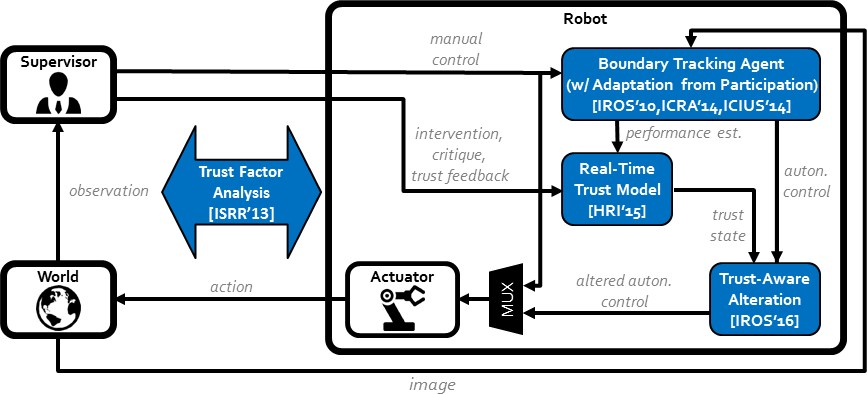 Robot
Supervisor
manual
control
Boundary Tracking Agent
(w/ Adaptation from Participation)
[IROS'10,ICRA'14,ICIUS'14]
intervention,
critique,
trust feedback
performance est.
Real-Time
Trust Model
[HRI'15]
auton.
control
observation
Trust Factor
Analysis
[ISRR'13]
trust
state
World
action
Actuator
MUX
altered auton.
control
Trust-Aware
Alteration
[IROS'16]
image